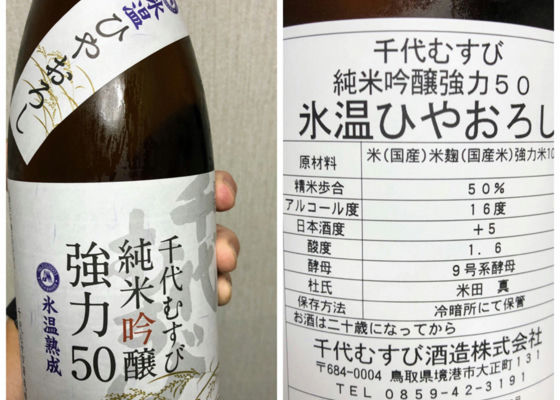 氷温
ひやおろし
千代むすび
純米吟醸
強力50
氷温熟成
千代むすび
純米吟醸強力50
氷温ひやおろし
原材料 米(国産)米麹(国産米)強力米10
精米歩合 50%
アルコール度 16度
日本酒度 +5
酸度 1.6
酵母 9号系酵母
杜氏 米田 真
保存方法 冷暗所にて保管
お酒は二十歳になってから
千代むすび酒造株式会社
〒684-0004 鳥取県境港市大正町131
TEL 0859-42-3191